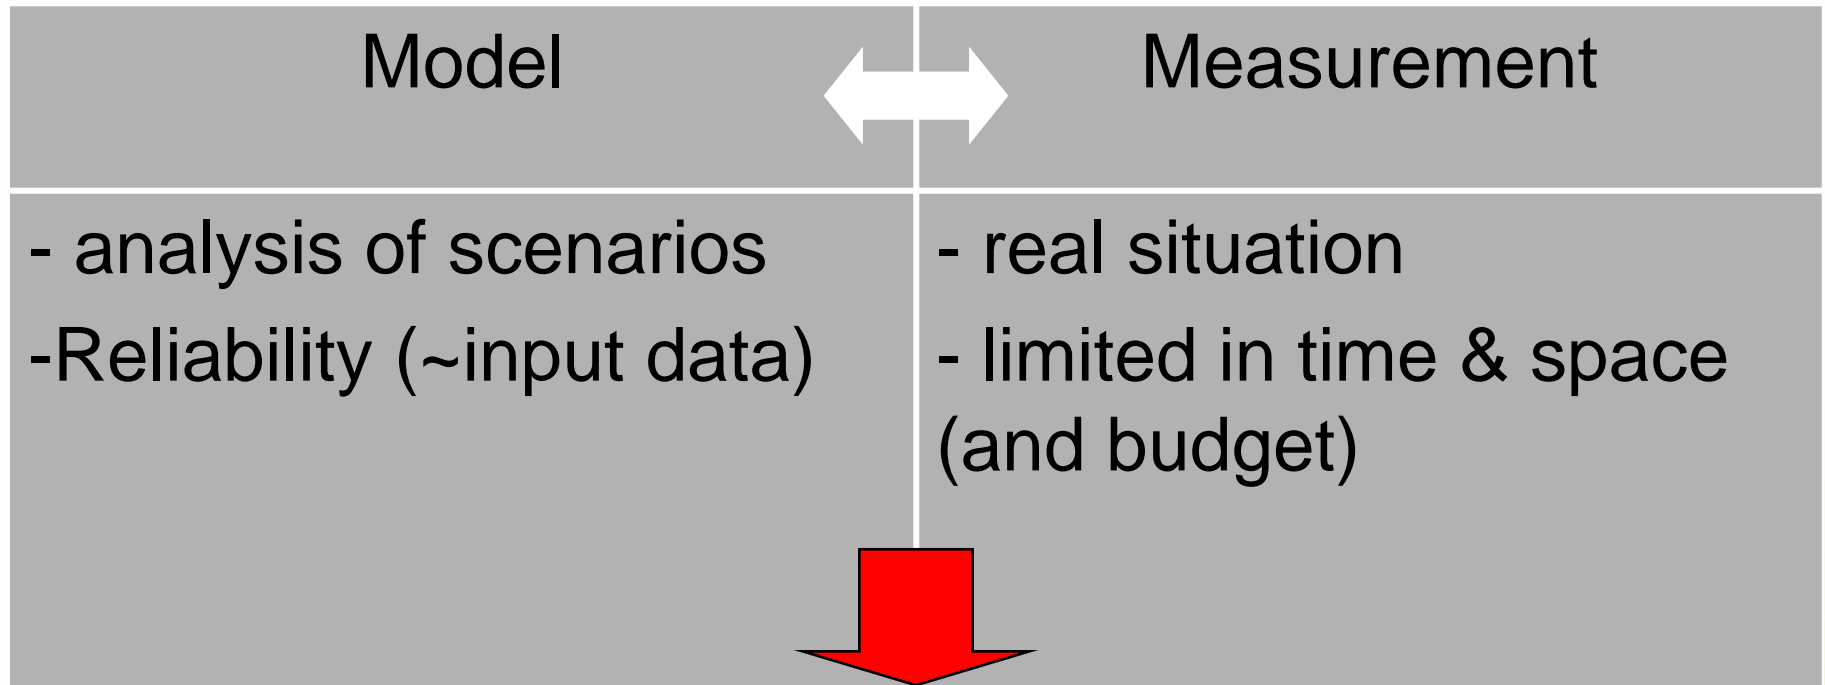 Model
Measurement
- analysis of scenarios
-Reliability (~input data)
- real situation
- limited in time & space
(and budget)